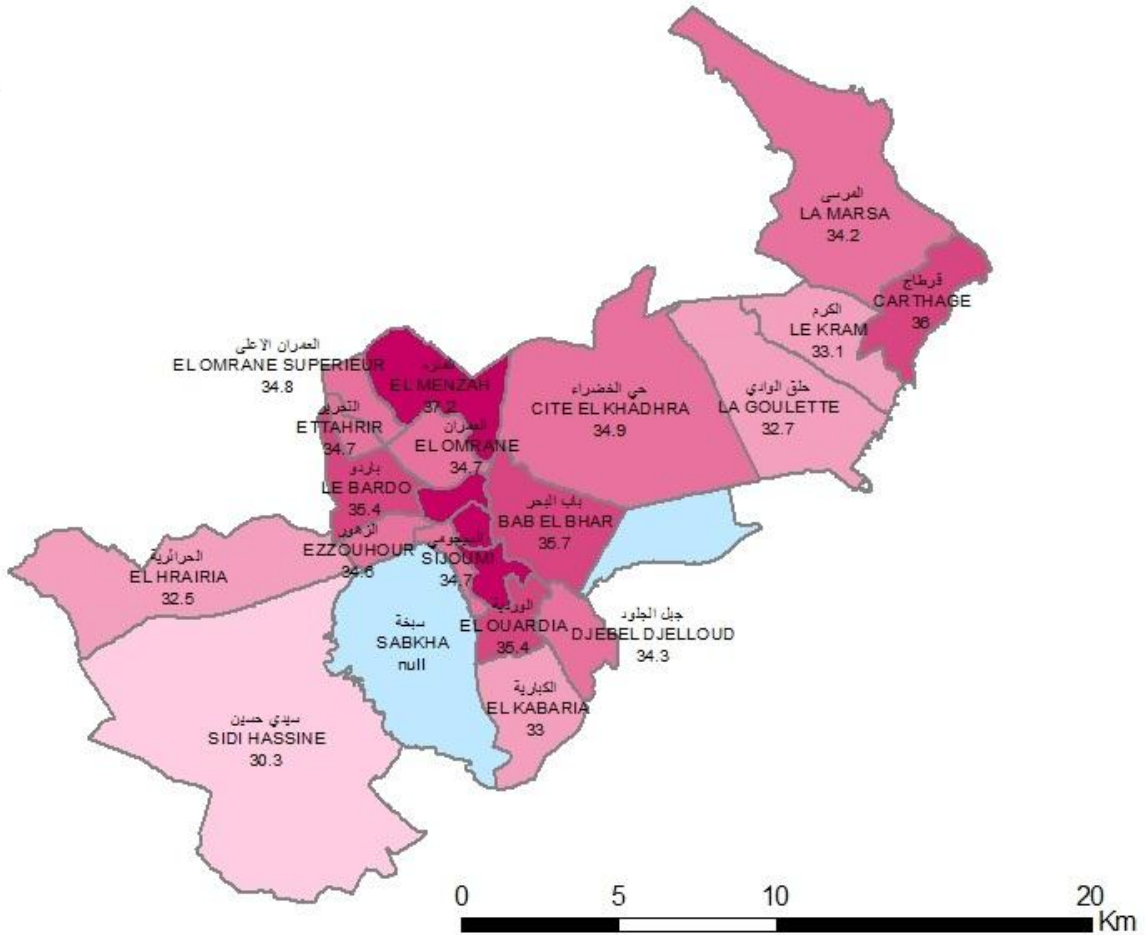 المرسى
LA MARSA
34.2
قرطاج
CARTHAGE
36
الكرم
LE KRAM
33.1
حلق الوادي
LA GOULETTE
32.7
حي الخضراء
CITE EL KHADHRA
34.9
العمران الاعلى
EL OMRANE SUPERIEUR
34.8
المنزه
EL MENZAH
37.2
التحرير
ETTAHRIR
34.7
العمران
EL OMRANE
34.7
باردو
LE BARDO
35.4
باب البحر
BAB EL BHAR
35.7
الزهور
EZZOUHOUR
34.6
السيجومي
SIJOUMI
34.7
الحرائرية
EL HRAIRIA
32.5
الوردية
EL OUARDIA
35.4
جبل الجلود
DJEBEL DJELLOUD
34.3
سبخة
SABKHA
null
الكبارية
EL KABARIA
33
سيدي حسين
SIDI HASSINE
30.3
0 5 10 20
Km